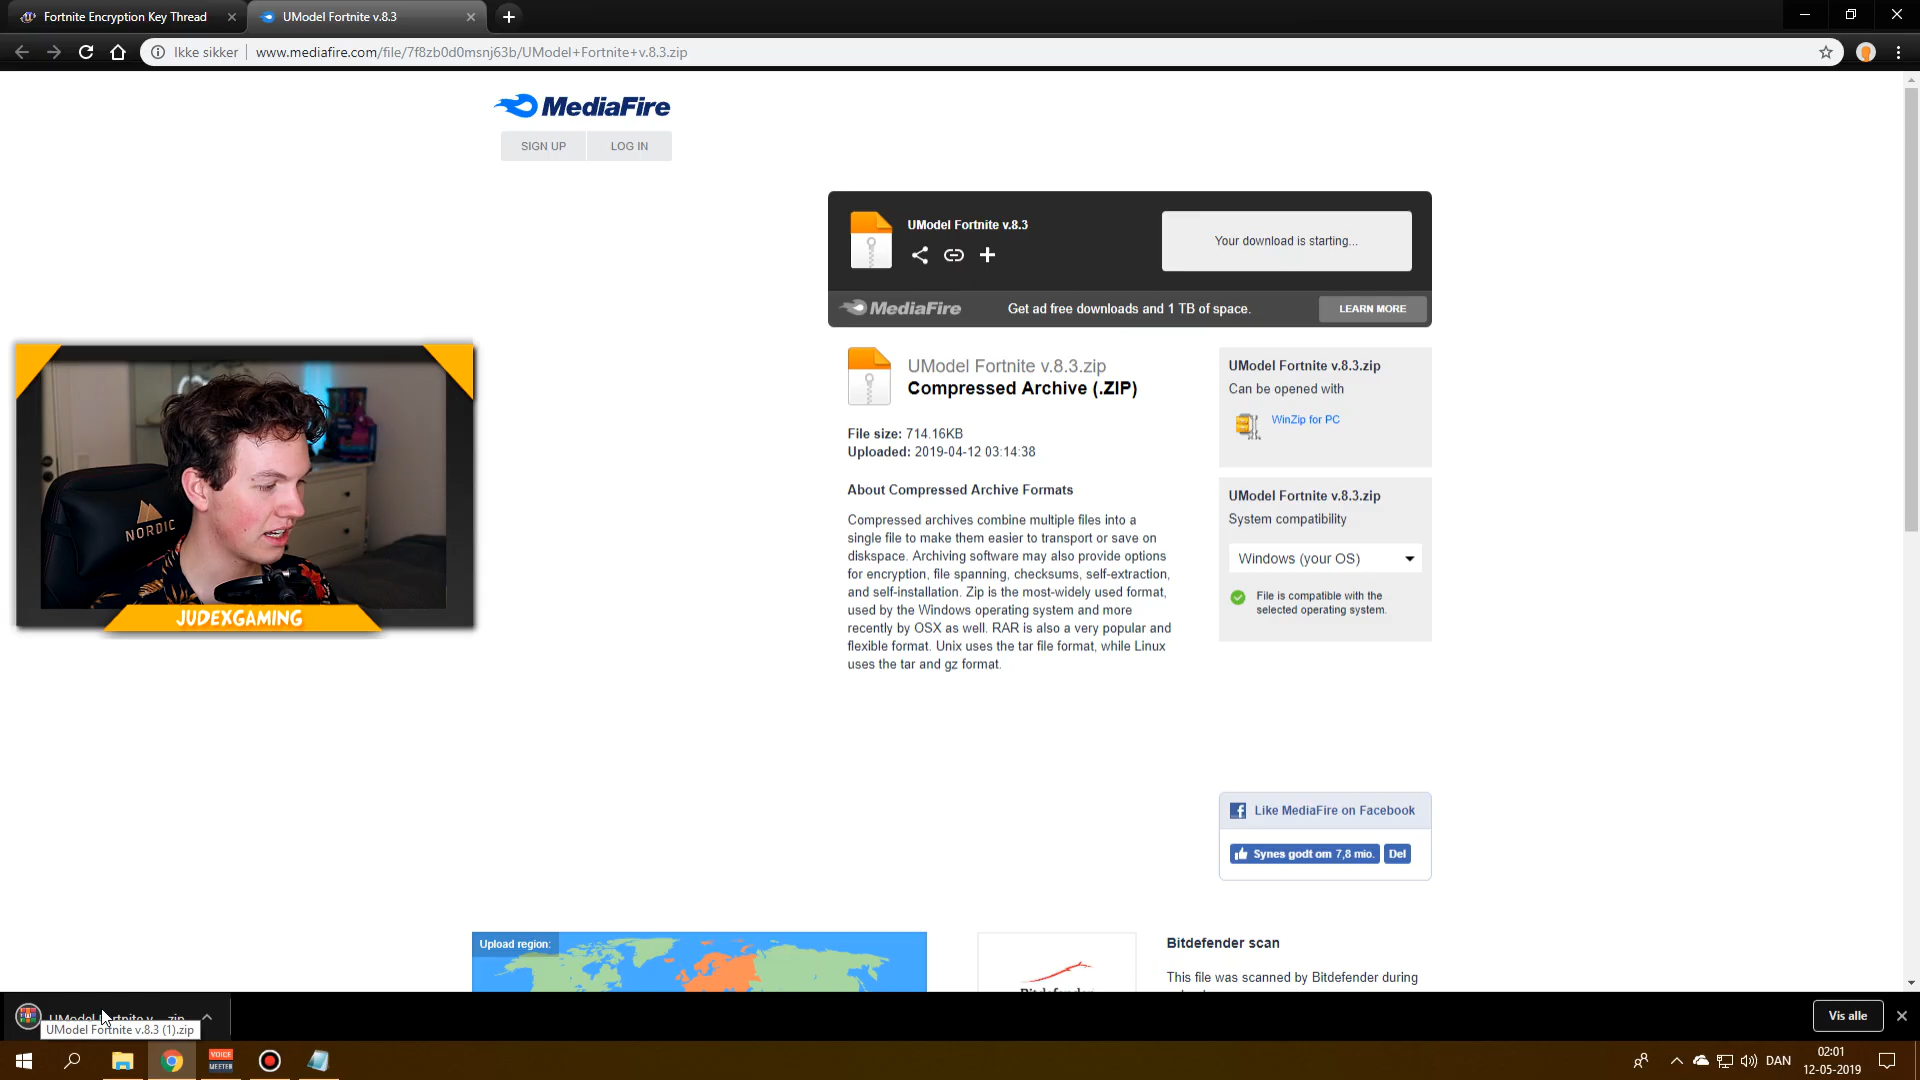 Fortnite Encryption Key Thread
UModel Fortnite v.8.3
Ikke sikker
www.mediafire.com/file/7f8zb0d0msnj63b/UModel+Fortnite+v.8.3.zip
MediaFire
SIGN UP
LOG IN
UModel Fortnite v.8.3
Your download is starting...
MediaFire
Get ad free downloads and 1 TB of space.
LEARN MORE
UModel Fortnite v.8.3.zip
Compressed Archive (.ZIP)
File size: 714.16KB
Uploaded: 2019-04-12 03:14:38
About Compressed Archive Formats
Compressed archives combine multiple files into a
single file to make them easier to transport or save on
diskspace. Archiving software may also provide options
for encryption, file spanning, checksums, self-extraction,
and self-installation. Zip is the most-widely used format,
used by the Windows operating system and more
recently by OSX as well. RAR is also a very popular and
flexible format. Unix uses the tar file format, while Linux
uses the tar and gz format.
UModel Fortnite v.8.3.zip
Can be opened with
WinZip for PC
UModel Fortnite v.8.3.zip
System compatibility
Windows (your OS)
File is compatible with the
selected operating system.
NORDIC
JUDEXGAMING
Like MediaFire on Facebook
Synes godt om 7,8 mio.
Del
Upload region:
Bitdefender
Bitdefender scan
This file was scanned by Bitdefender during
UModel Fortnite v....zip
UModel Fortnite v.8.3 (1).zip
Vis alle
VOICE
MEETER
DAN
02:01
12-05-2019